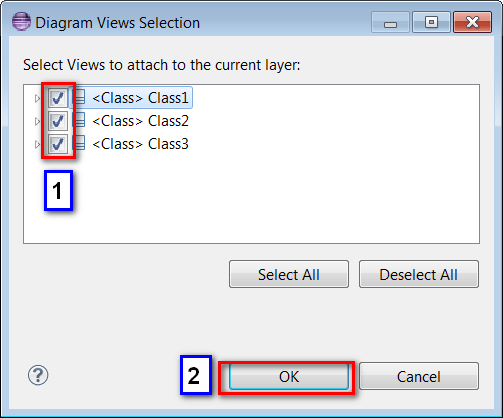 Diagram Views Selection
Select Views to attach to the current layer:
<Class> Class1
<Class> Class2
<Class> Class3
1
Select All Deselect All
? 2 OK Cancel